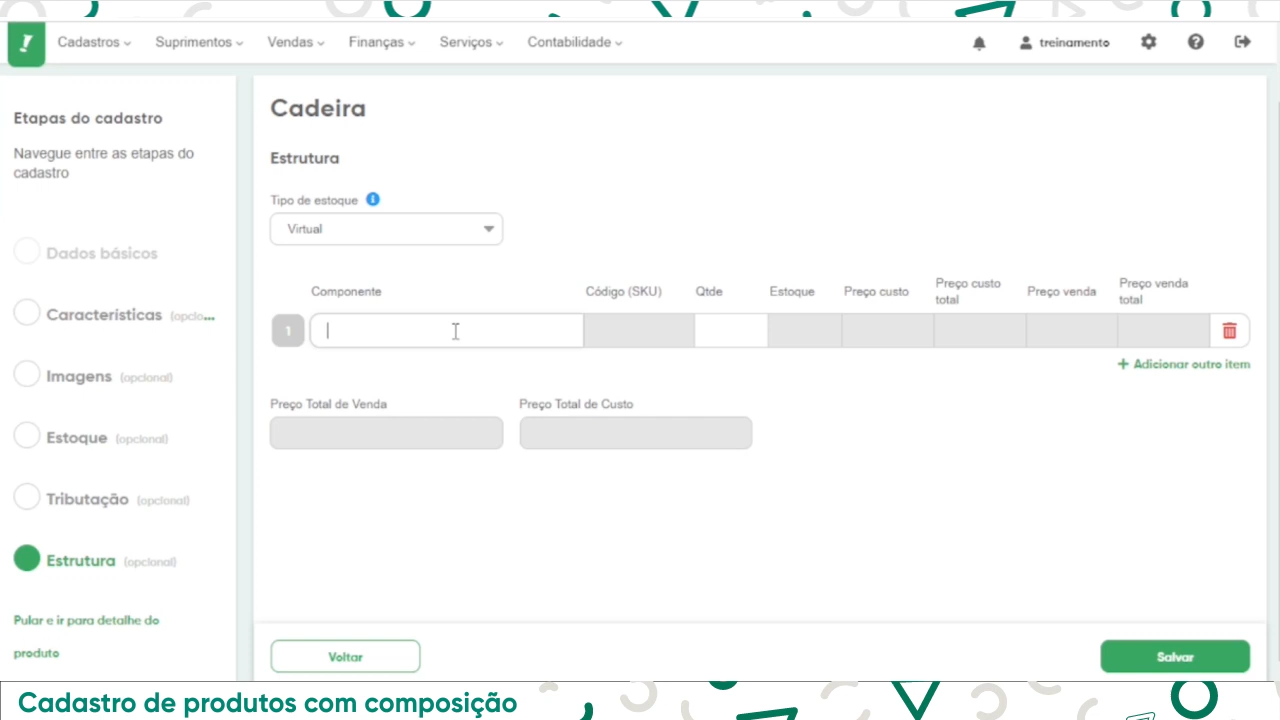 Cadastros
Suprimentos
Vendas
Finanças
Serviços
Contabilidade
treinamento
Etapas do cadastro
Navegue entre as etapas do
cadastro
Dados básicos
Características (opcio...
Imagens (opcional)
Estoque (opcional)
Tributação (opcional)
Estrutura (opcional)
Pular e ir para detalhe do
produto
Cadeira
Estrutura
Tipo de estoque
Virtual
Componente
Código (SKU)
Qtde
Estoque
Preço custo
Preço custo
total
Preço venda
Preço venda
total
1
+ Adicionar outro item
Preço Total de Venda
Preço Total de Custo
Voltar
Salvar
Cadastro de produtos com composição